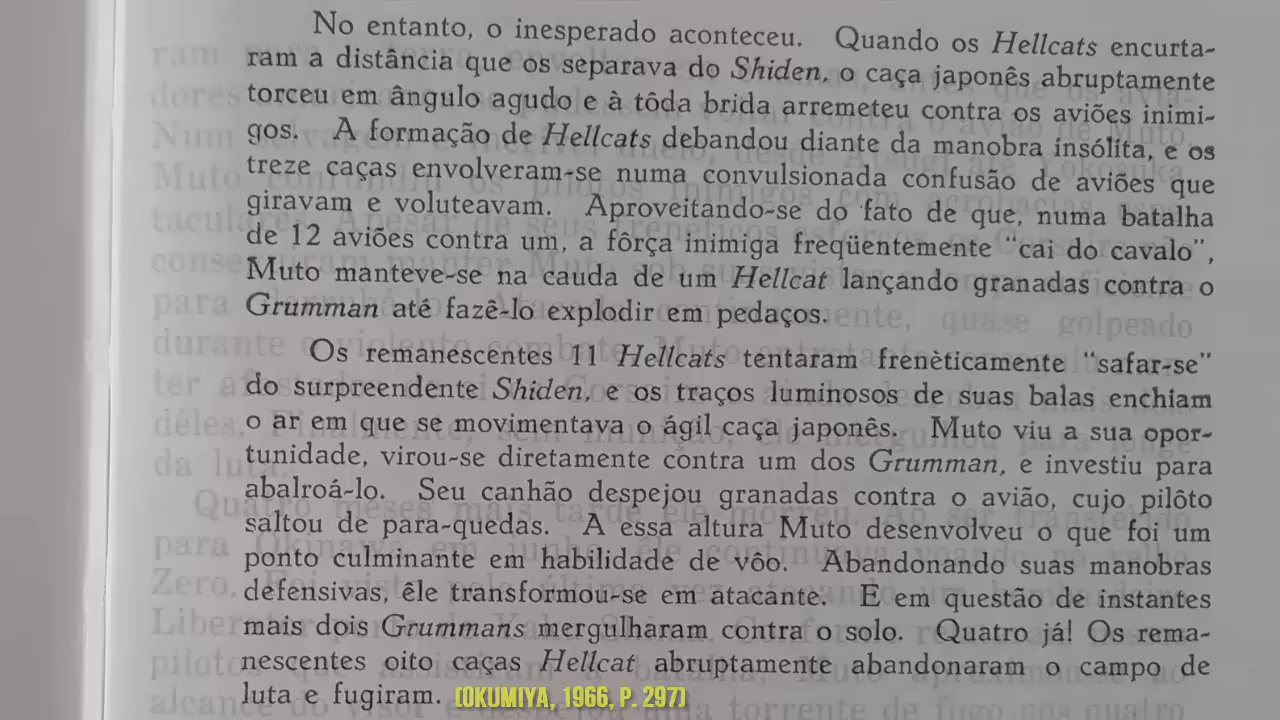 No entanto, o inesperado aconteceu. Quando os Hellcats encurta-
ram a distância que os separava do Shiden, o caça japonês abruptamente
torceu em ângulo agudo e à tôda brida arremeteu contra os aviões inimi-
gos. A formação de Hellcats debandou diante da manobra insólita, e os
treze caças envolveram-se numa convulsionada confusão de aviões que
giravam e voluteavam. Aproveitando-se do fato de que, numa batalha
de 12 aviões contra um, a fôrça inimiga freqüentemente "cai do cavalo",
Muto manteve-se na cauda de um Hellcat lançando granadas contra o
Grumman até fazê-lo explodir em pedaços.
Os remanescentes 11 Hellcats tentaram frenèticamente "safar-se"
do surpreendente Shiden, e os traços luminosos de suas balas enchiam
o ar em que se movimentava o ágil caça japonês. Muto viu a sua opor-
tunidade, virou-se diretamente contra um dos Grumman, e investiu para
abalroá-lo. Seu canhão despejou granadas contra o avião, cujo pilôto
saltou de para-quedas. A essa altura Muto desenvolveu o que foi um
ponto culminante em habilidade de vôo. Abandonando suas manobras
defensivas, êle transformou-se em atacante. E em questão de instantes
mais dois Grummans mergulharam contra o solo. Quatro já! Os rema-
nescentes oito caças Hellcat abruptamente abandonaram o campo de
luta e fugiram. (OKUMIYA, 1966, P. 297)